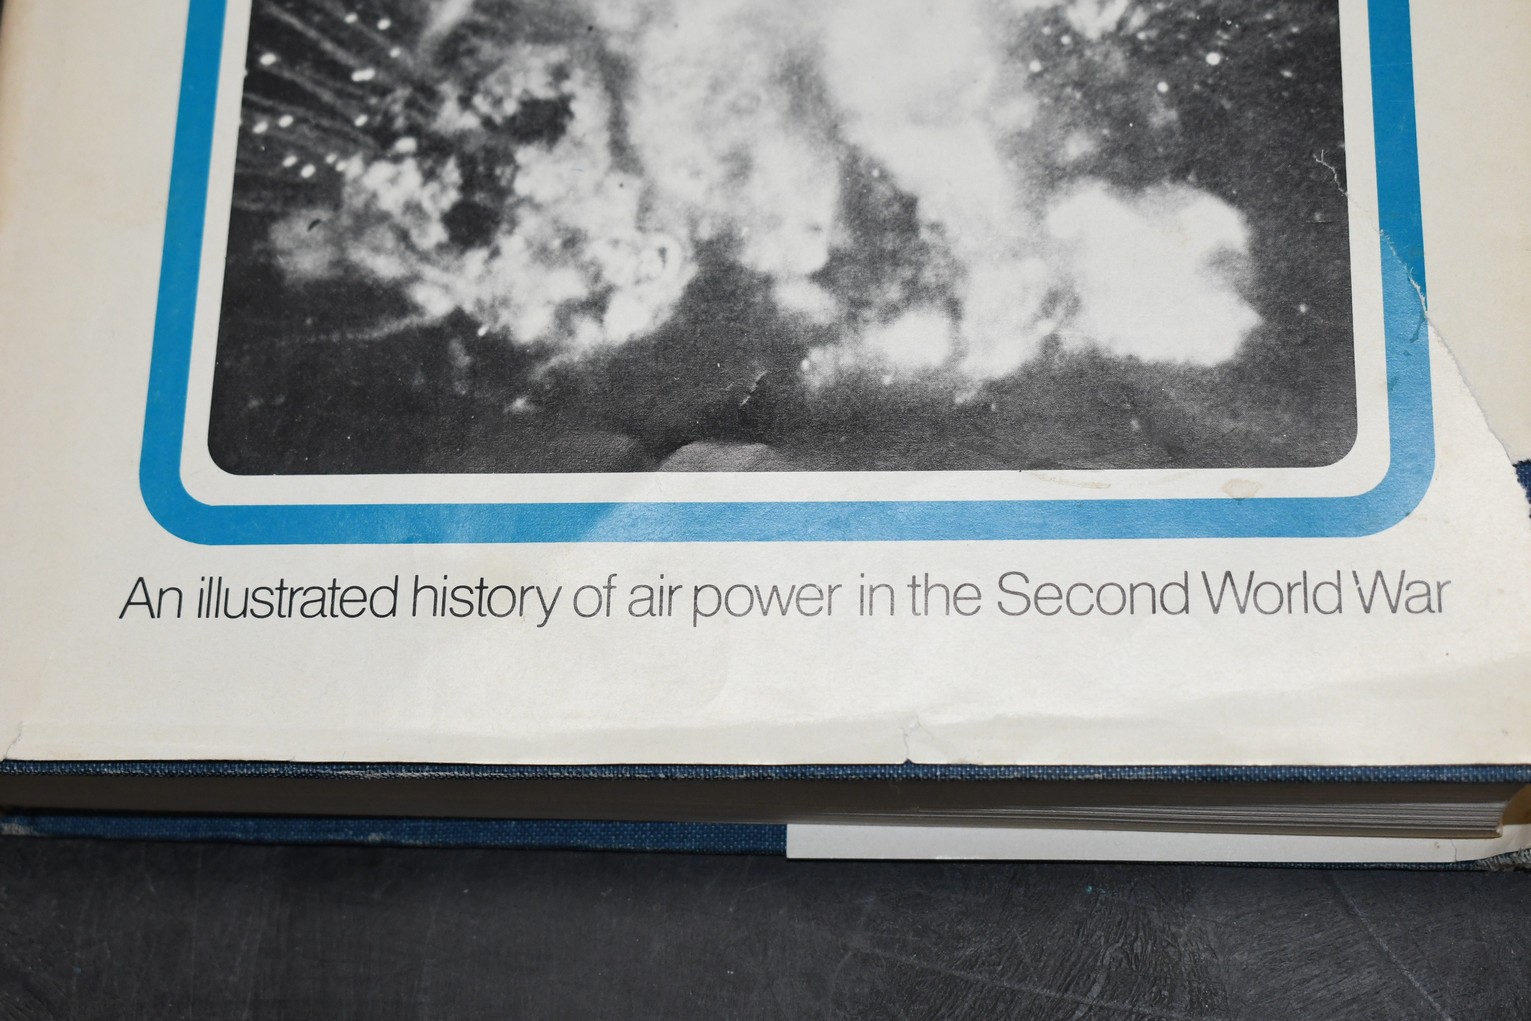 An illustrated history of air power in the Second World War